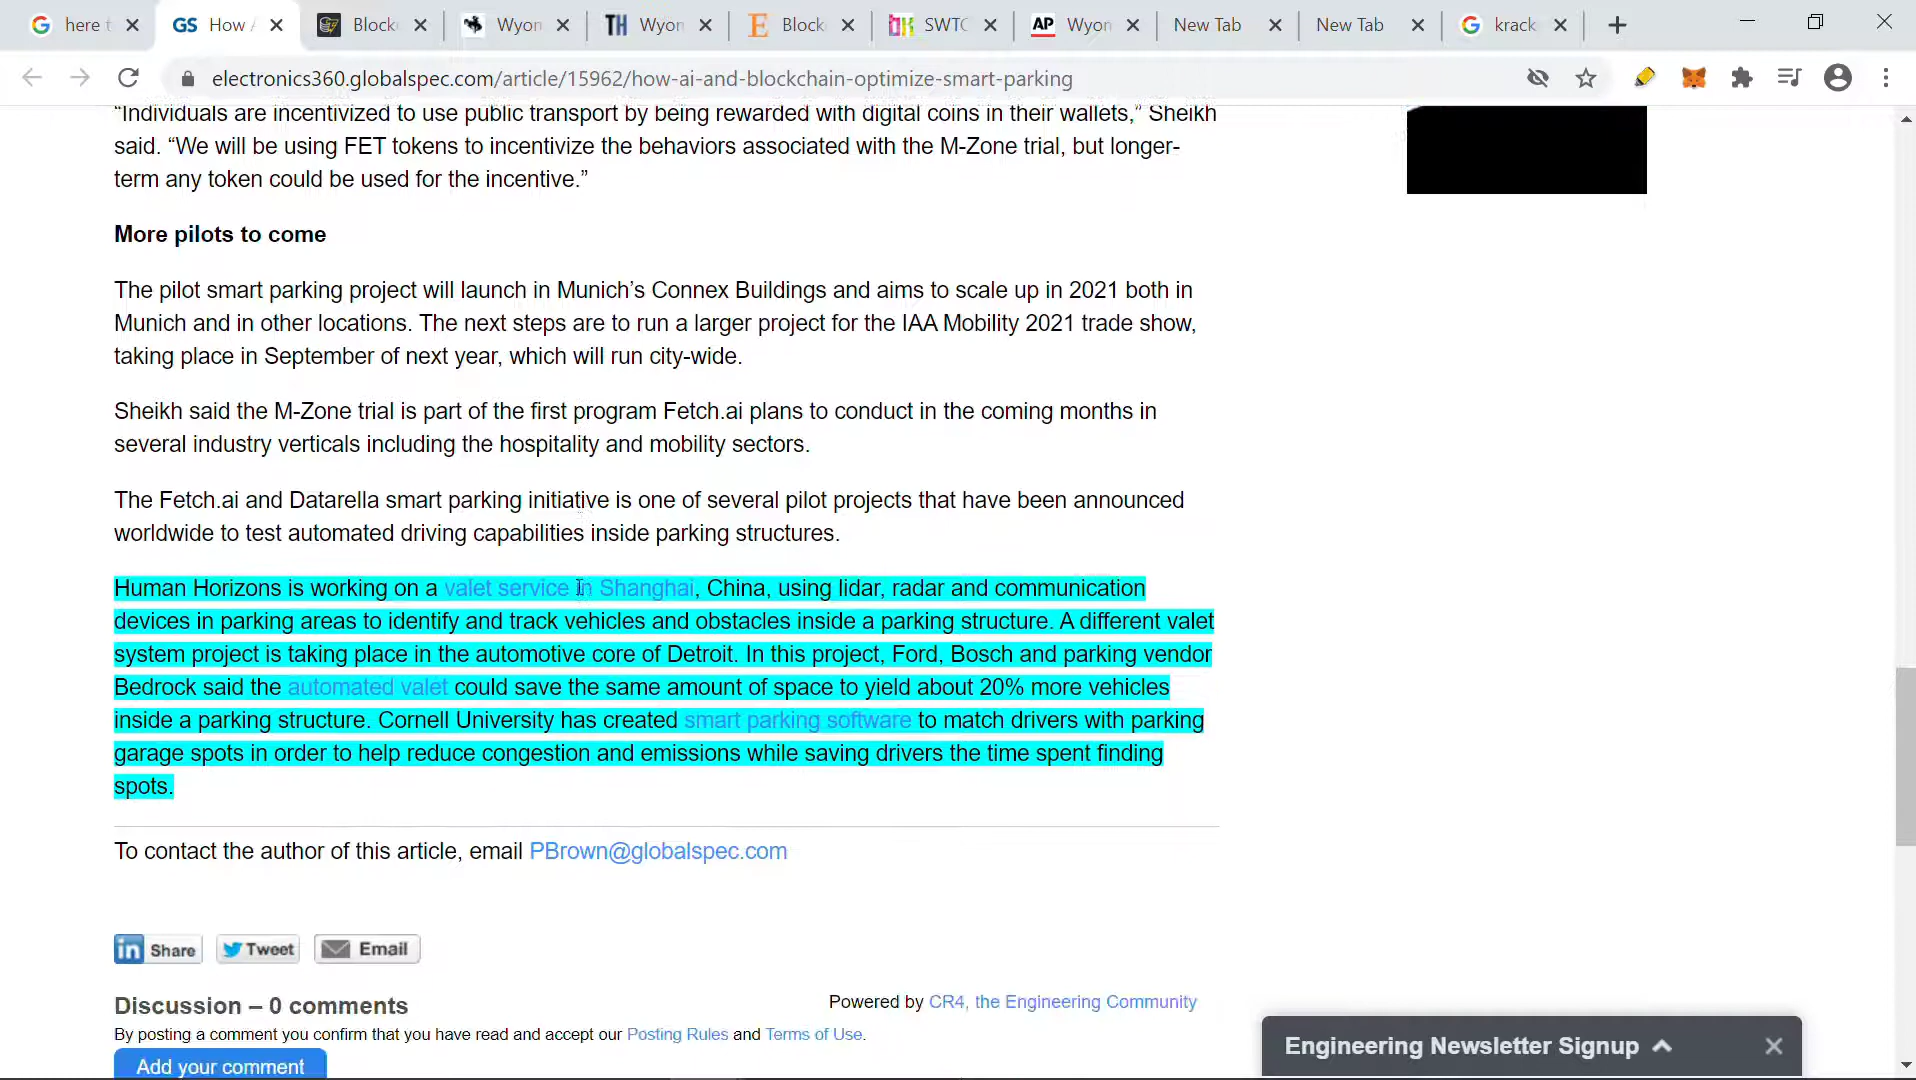 here t
GS How A
Block
Wyon
TH Wyon
E Block
SWTC
AP Wyon
New Tab
New Tab
krack
electronics360.globalspec.com/article/15962/how-ai-and-blockchain-optimize-smart-parking
“Individuals are incentivized to use public transport by being rewarded with digital coins in their wallets,” Sheikh
said. “We will be using FET tokens to incentivize the behaviors associated with the M-Zone trial, but longer-
term any token could be used for the incentive.”
More pilots to come
The pilot smart parking project will launch in Munich’s Connex Buildings and aims to scale up in 2021 both in
Munich and in other locations. The next steps are to run a larger project for the IAA Mobility 2021 trade show,
taking place in September of next year, which will run city-wide.
Sheikh said the M-Zone trial is part of the first program Fetch.ai plans to conduct in the coming months in
several industry verticals including the hospitality and mobility sectors.
The Fetch.ai and Datarella smart parking initiative is one of several pilot projects that have been announced
worldwide to test automated driving capabilities inside parking structures.
Human Horizons is working on a valet service in Shanghai, China, using lidar, radar and communication
devices in parking areas to identify and track vehicles and obstacles inside a parking structure. A different valet
system project is taking place in the automotive core of Detroit. In this project, Ford, Bosch and parking vendor
Bedrock said the automated valet could save the same amount of space to yield about 20% more vehicles
inside a parking structure. Cornell University has created smart parking software to match drivers with parking
garage spots in order to help reduce congestion and emissions while saving drivers the time spent finding
spots.
To contact the author of this article, email PBrown@globalspec.com
in Share
Tweet
Email
Discussion – 0 comments
Powered by CR4, the Engineering Community
By posting a comment you confirm that you have read and accept our Posting Rules and Terms of Use.
Add your comment
Engineering Newsletter Signup